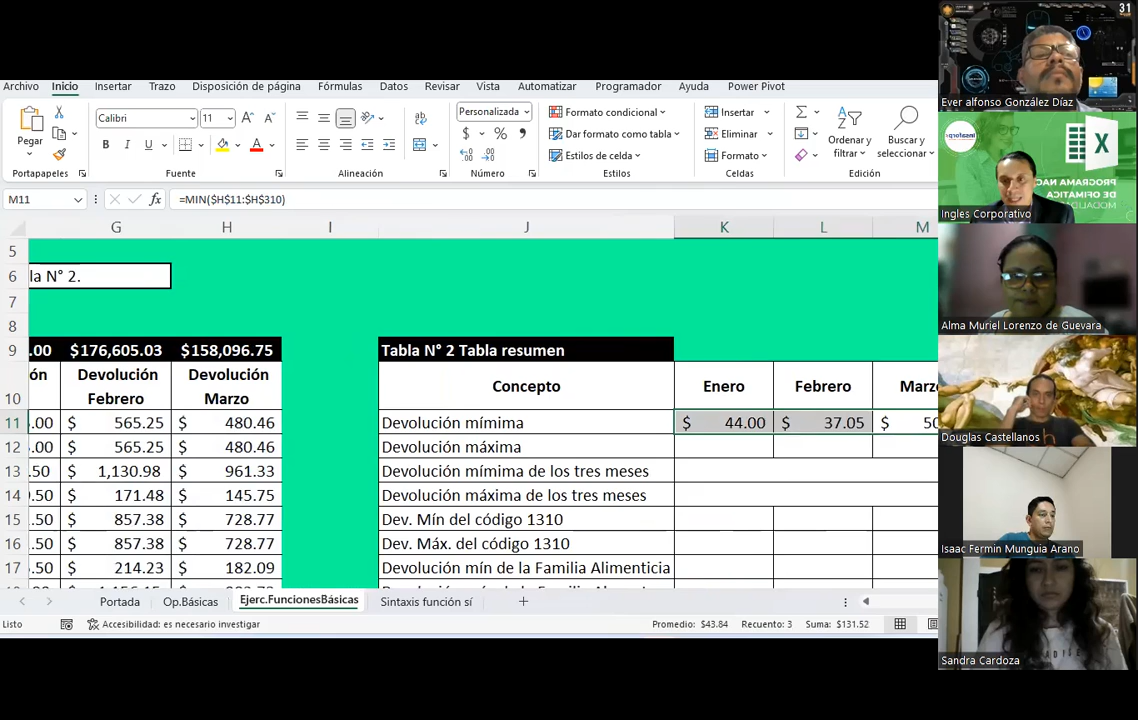 Archivo Inicio Insertar Trazo Disposición de página Fórmulas Datos Revisar Vista Automatizar Programador Ayuda Power Pivot
Calibri 11
Personalizada
Formato condicional
Insertar
Pegar
N K S
$ % 000
Dar formato como tabla
Eliminar
Ordenar y filtrar
Buscar y seleccionar
Estilos de celda
Formato
Portapapeles Fuente Alineación Número Estilos Celdas Edición
M11 fx =MIN($H$11:$H$310)
G H I J K L M
5
6 la N° 2.
7
8
9 .00 $176,605.03 $158,096.75 Tabla N° 2 Tabla resumen
10 ón Devolución Febrero Devolución Marzo Concepto Enero Febrero Marzo
11 .00 $ 565.25 $ 480.46 Devolución mímima $ 44.00 $ 37.05 $ 50
12 .00 $ 565.25 $ 480.46 Devolución máxima
13 .50 $ 1,130.98 $ 961.33 Devolución mímima de los tres meses
14 .50 $ 171.48 $ 145.75 Devolución máxima de los tres meses
15 .50 $ 857.38 $ 728.77 Dev. Mín del código 1310
16 .50 $ 857.38 $ 728.77 Dev. Máx. del código 1310
17 .50 $ 214.23 $ 182.09 Devolución mín de la Familia Alimenticia
Portada Op.Básicas Ejerc.FuncionesBásicas Sintaxis función sí
Listo Accesibilidad: es necesario investigar Promedio: $43.84 Recuento: 3 Suma: $131.52
31
Ever alfonso González Díaz
insaforp
X
PROGRAMA NAC
DE OFIMATICA
MODALIDA
Ingles Corporativo
Alma Muriel Lorenzo de Guevara
Douglas Castellanos
Isaac Fermin Munguia Arano
Sandra Cardoza